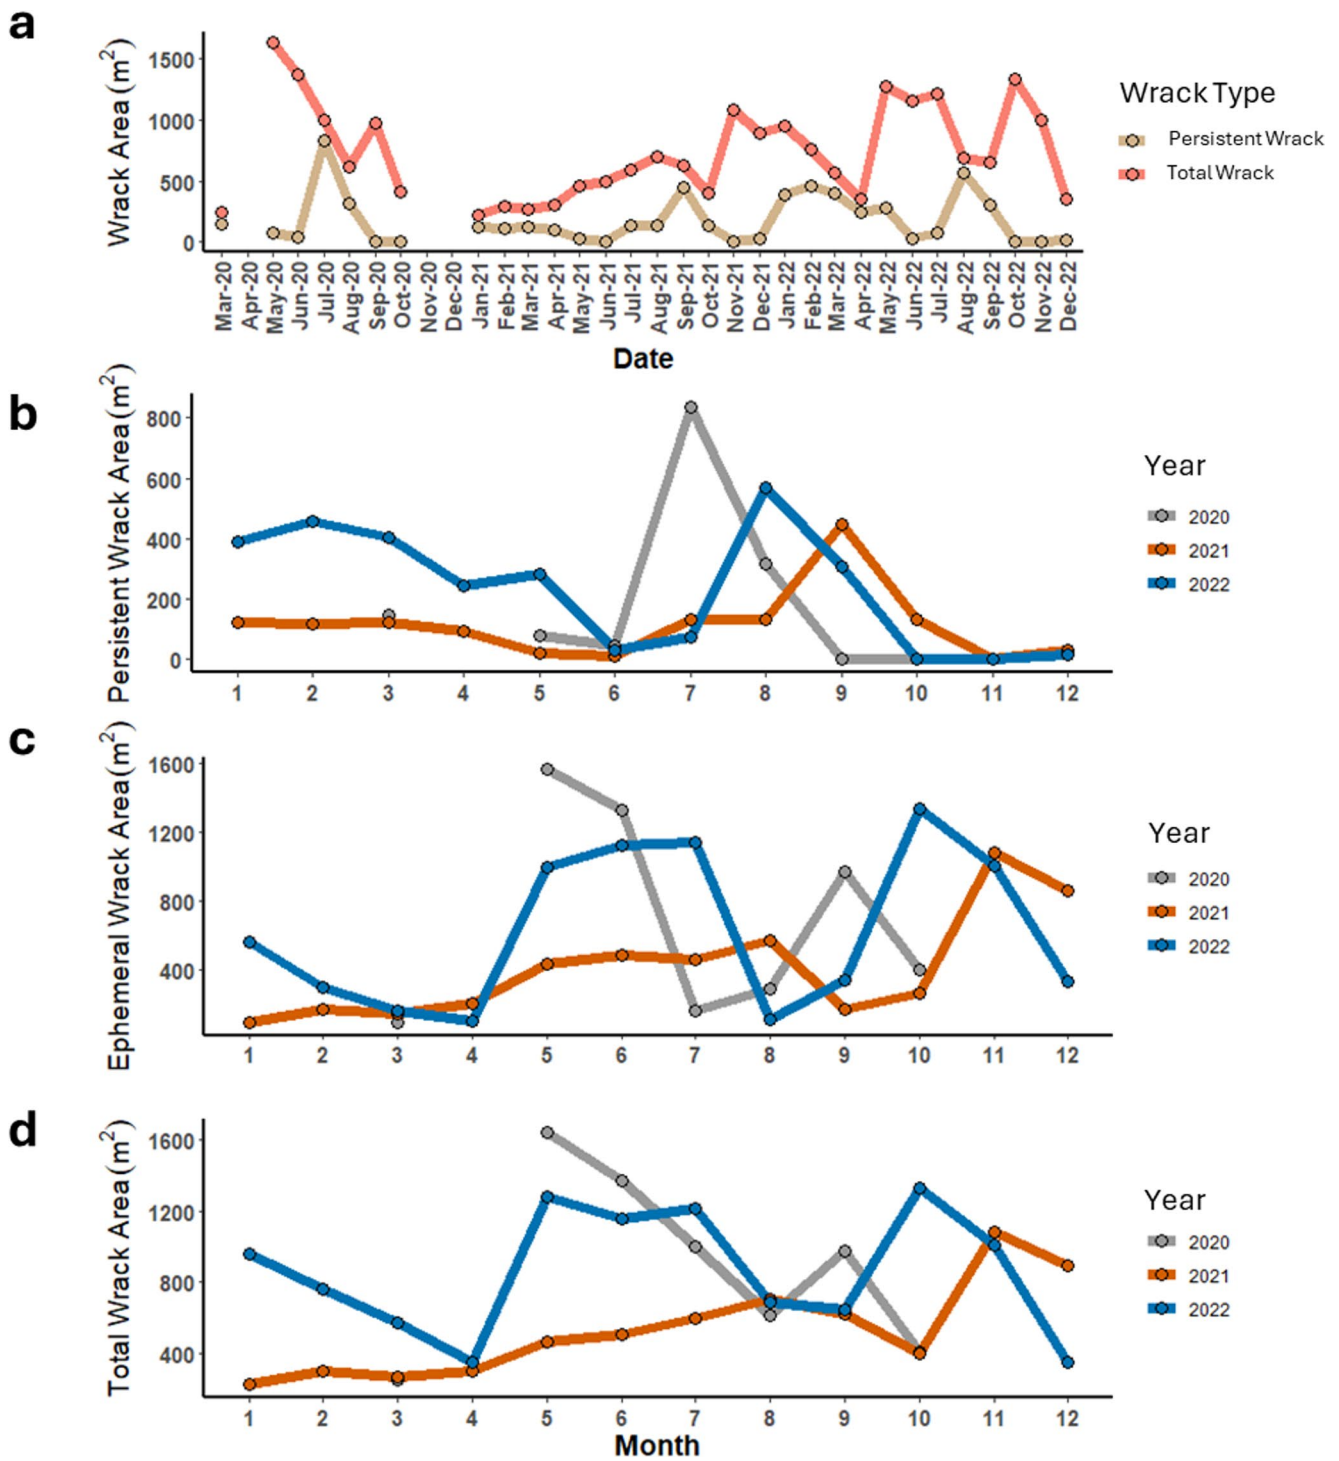 a
Wrack Area (m2)
1500
1000
500
0
Mar-20
Apr-20
May-20
Jun-20
Jul-20
Aug-20
Sep-20
Oct-20
Nov-20
Dec-20
Jan-21
Feb-21
Mar-21
Apr-21
May-21
Jun-21
Jul-21
Aug-21
Sep-21
Oct-21
Nov-21
Dec-21
Jan-22
Feb-22
Mar-22
Apr-22
May-22
Jun-22
Jul-22
Aug-22
Sep-22
Oct-22
Nov-22
Dec-22
Date
Wrack Type
Persistent Wrack
Total Wrack
b
Persistent Wrack Area (m2)
800
600
400
200
0
1 2 3 4 5 6 7 8 9 10 11 12
Year
2020
2021
2022
c
Ephemeral Wrack Area (m2)
1600
1200
800
400
1 2 3 4 5 6 7 8 9 10 11 12
Year
2020
2021
2022
d
Total Wrack Area (m2)
1600
1200
800
400
1 2 3 4 5 6 7 8 9 10 11 12
Month
Year
2020
2021
2022